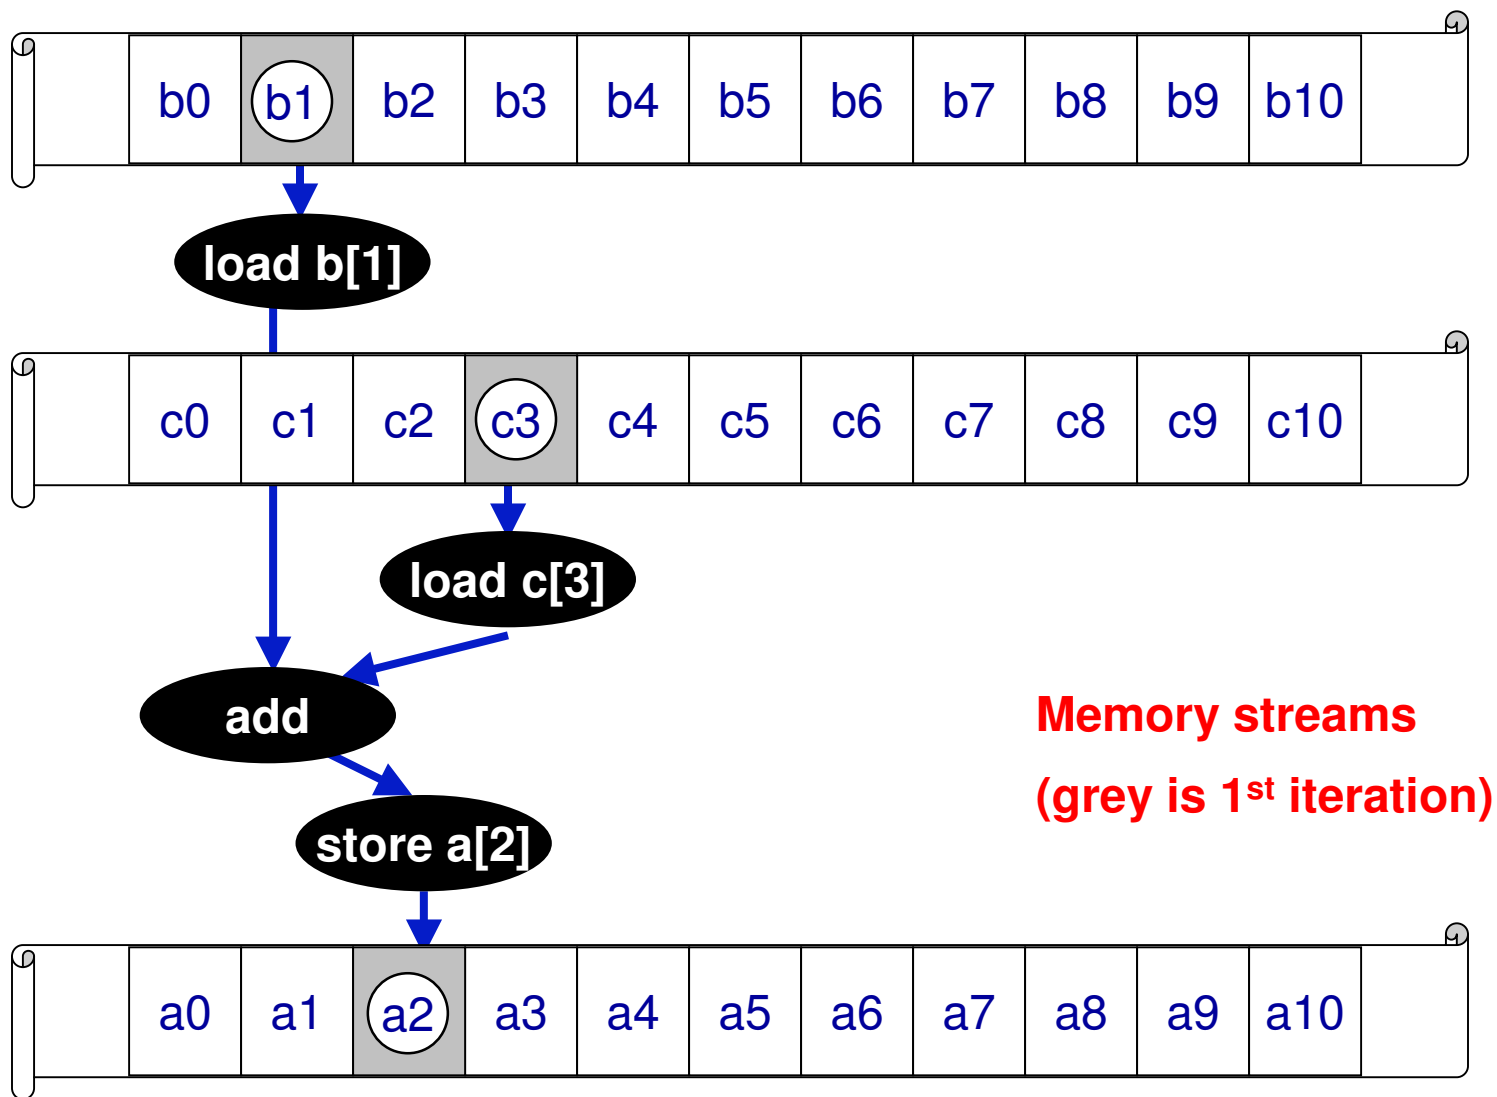 b0 b1 b2 b3 b4 b5 b6 b7 b8 b9 b10
load b[1]
c0 c1 c2 c3 c4 c5 c6 c7 c8 c9 c10
load c[3]
add
Memory streams
(grey is 1st iteration)
store a[2]
a0 a1 a2 a3 a4 a5 a6 a7 a8 a9 a10